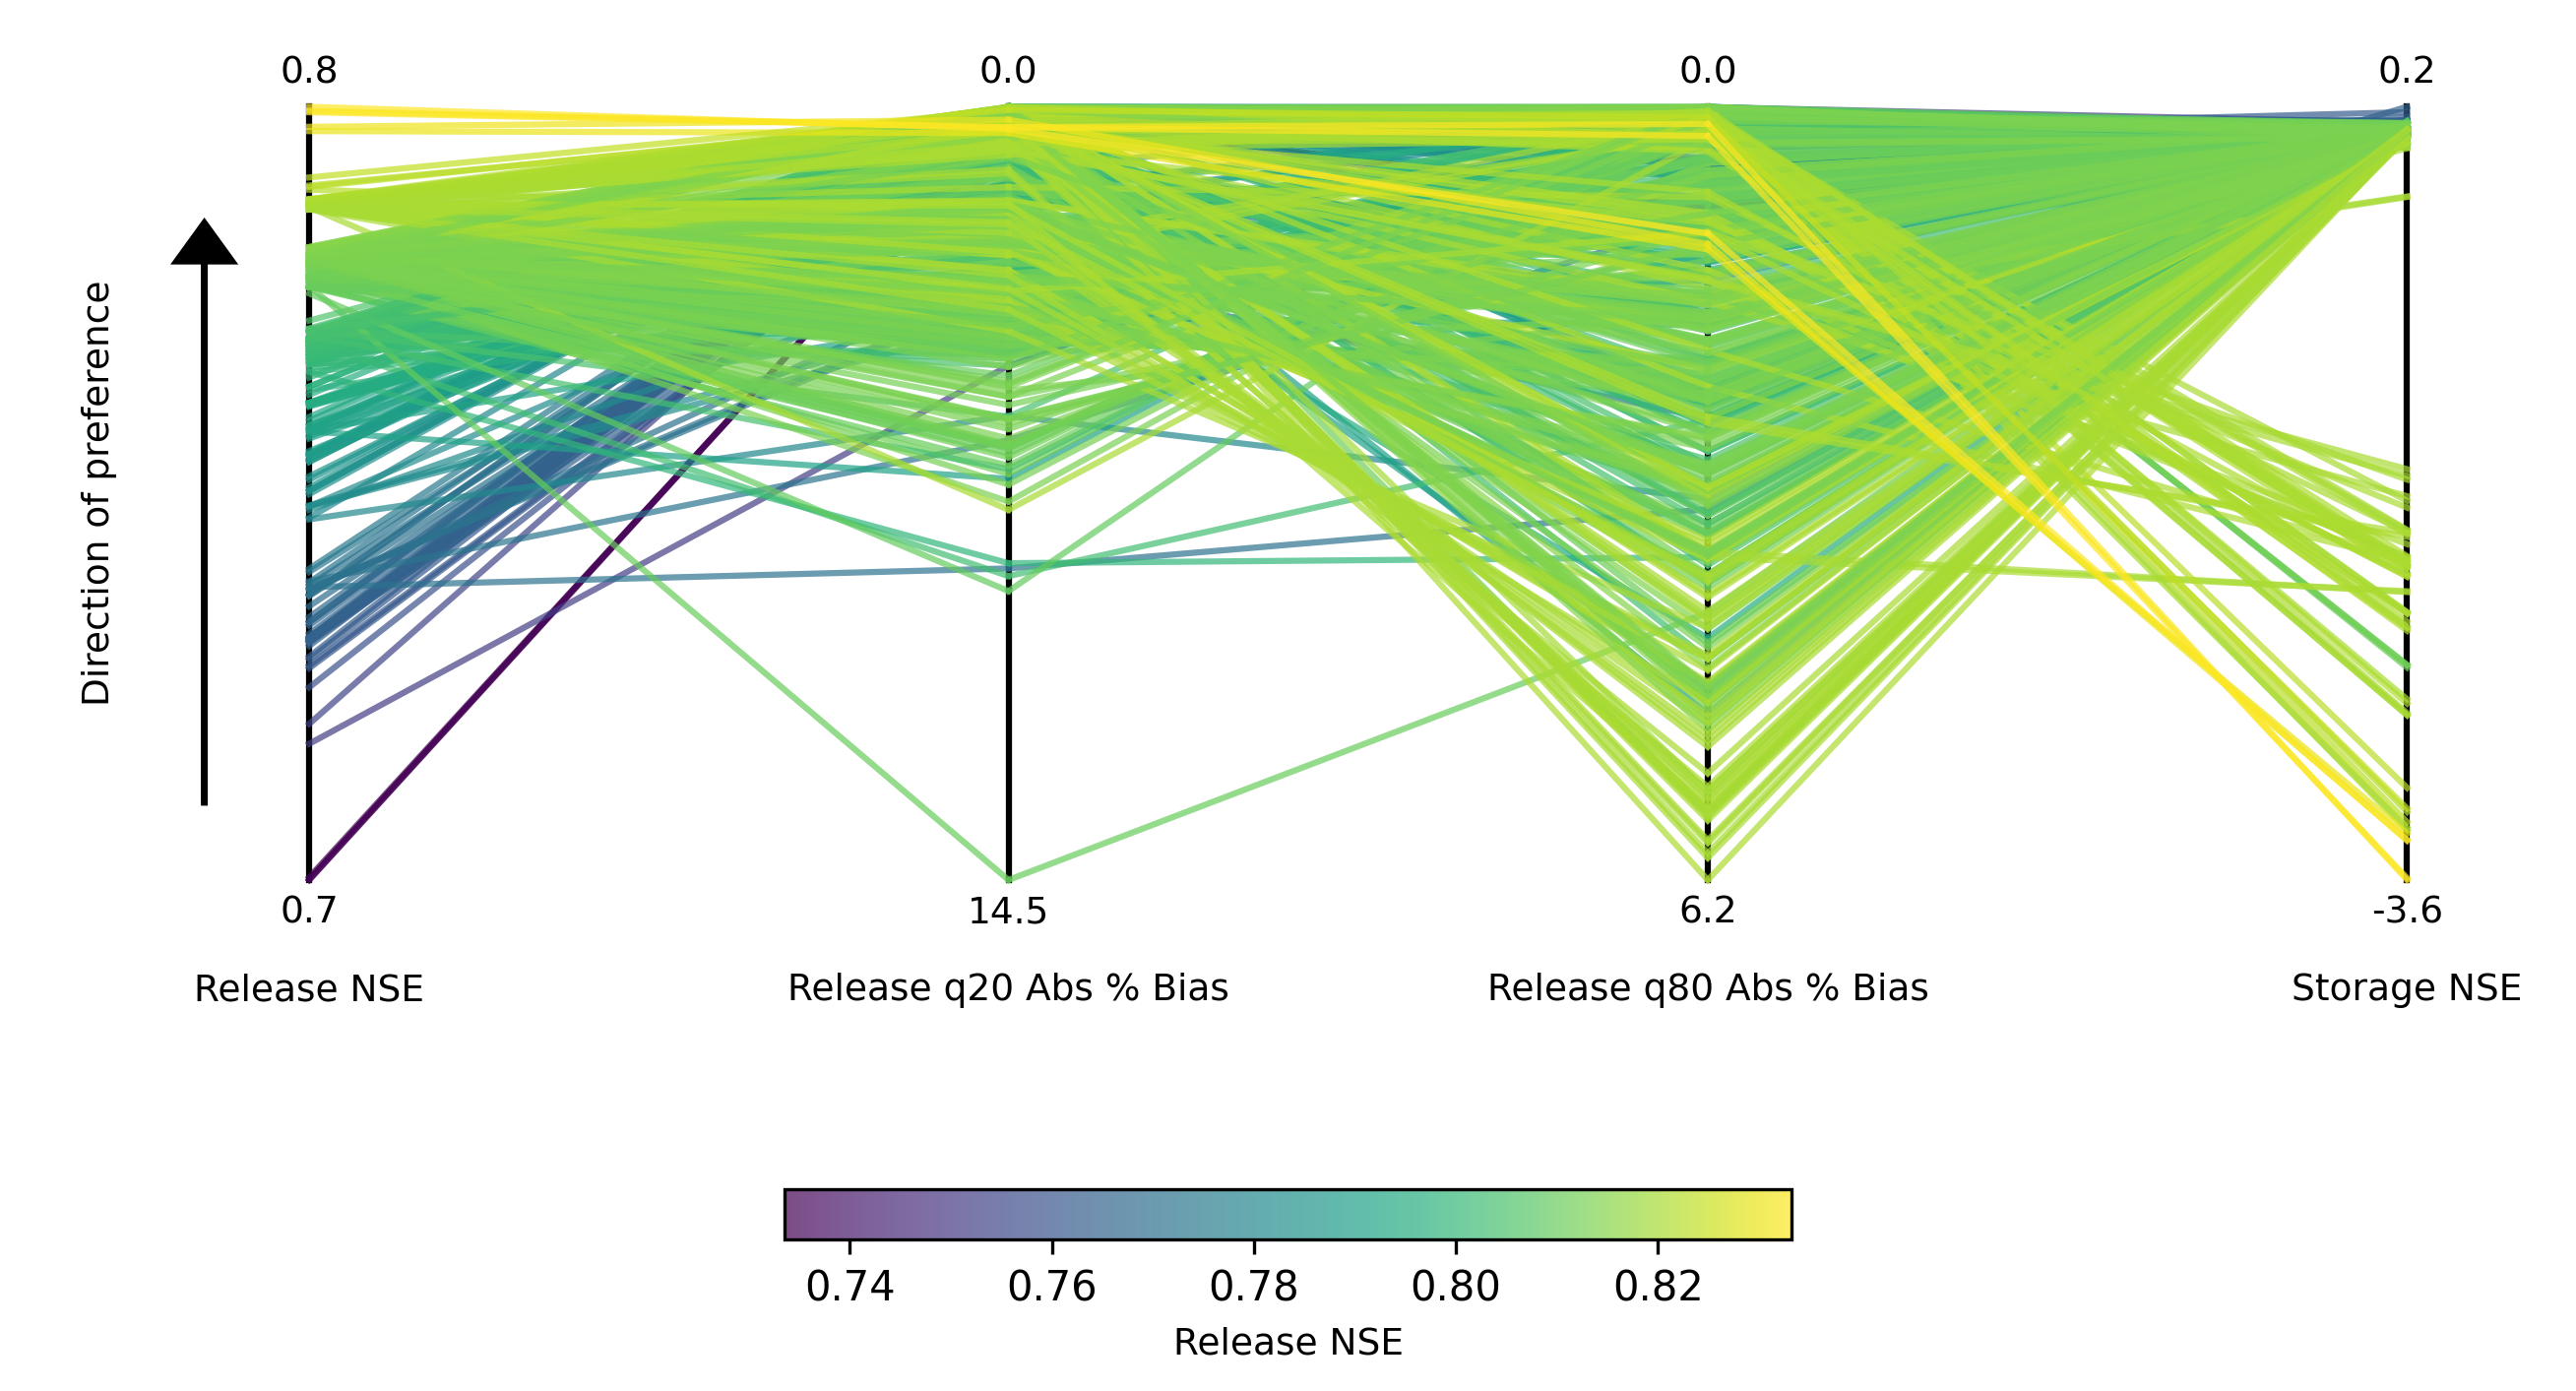 0.8
0.0
0.0
0.2
Direction of preference
0.7
14.5
6.2
-3.6
Release NSE
Release q20 Abs % Bias
Release q80 Abs % Bias
Storage NSE
0.74
0.76
0.78
0.80
0.82
Release NSE